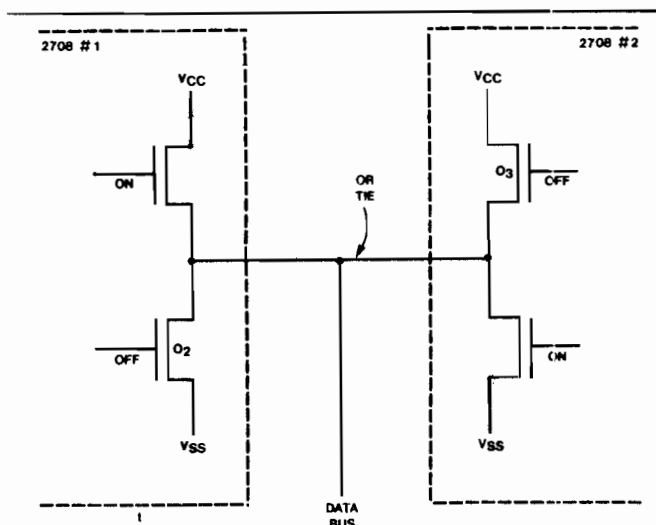 2708 #1
2708 #2
VCC
VCC
ON
O3
OFF
OR
TIE
OFF
O2
ON
VSS
VSS
t
DATA
BUS